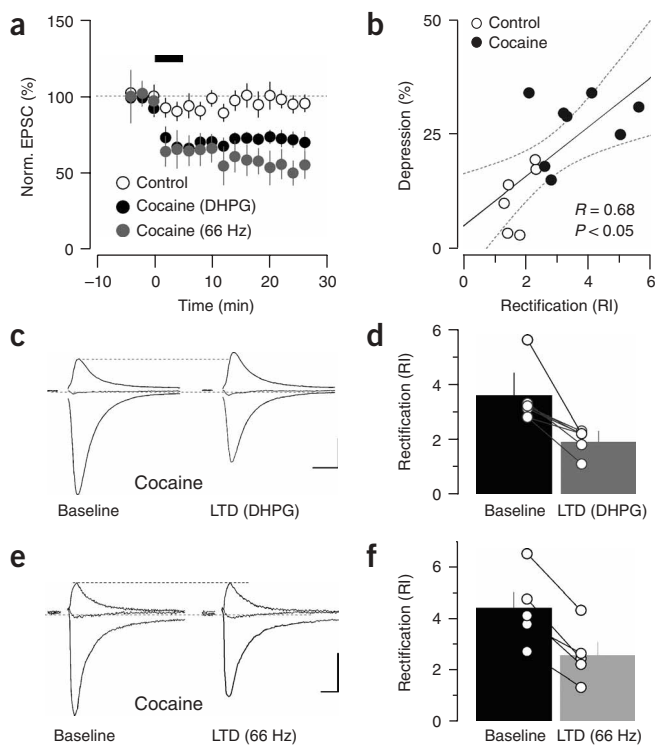 a
Norm. EPSC (%)
150
100
50
0
Control
Cocaine (DHPG)
Cocaine (66 Hz)
–10
0
10
20
30
Time (min)
b
Depression (%)
50
25
0
R = 0.68
P < 0.05
Control
Cocaine
0
2
4
6
Rectification (RI)
c
Cocaine
Baseline
LTD (DHPG)
d
Rectification (RI)
6
4
2
0
Baseline
LTD (DHPG)
e
Cocaine
Baseline
LTD (66 Hz)
f
Rectification (RI)
6
4
2
0
Baseline
LTD (66 Hz)